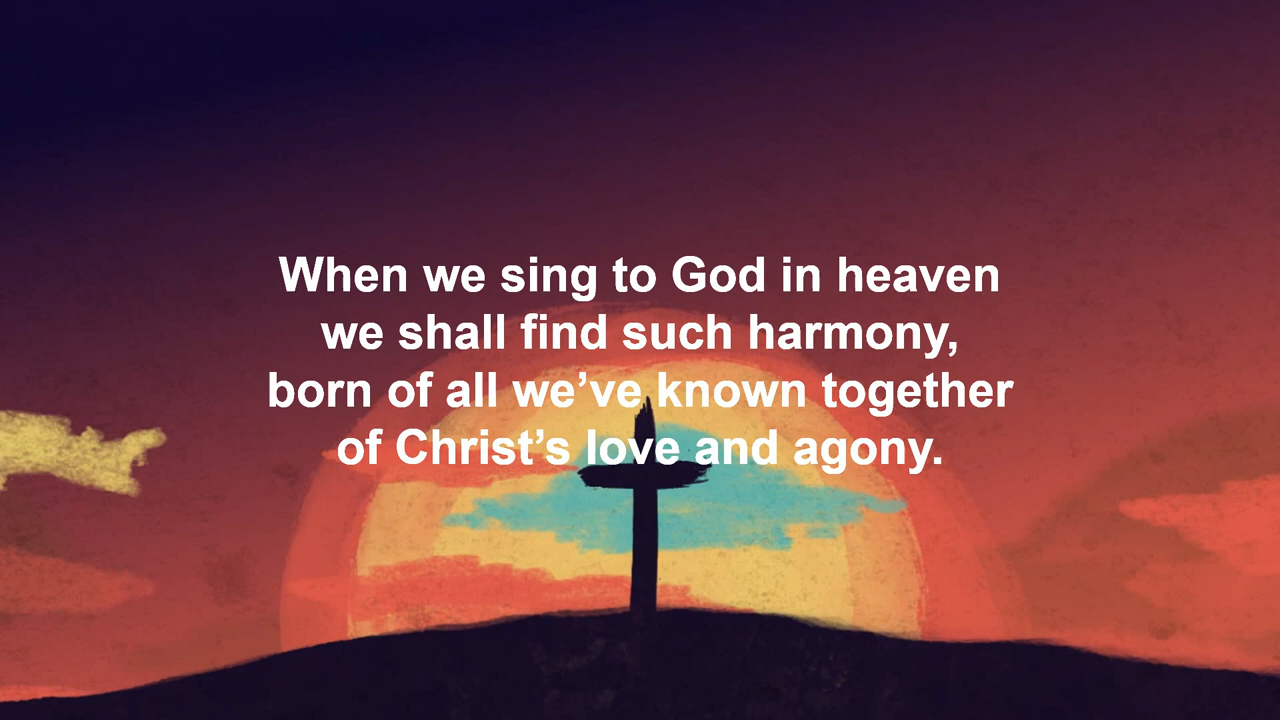 When we sing to God in heaven
we shall find such harmony,
born of all we’ve known together
of Christ’s love and agony.